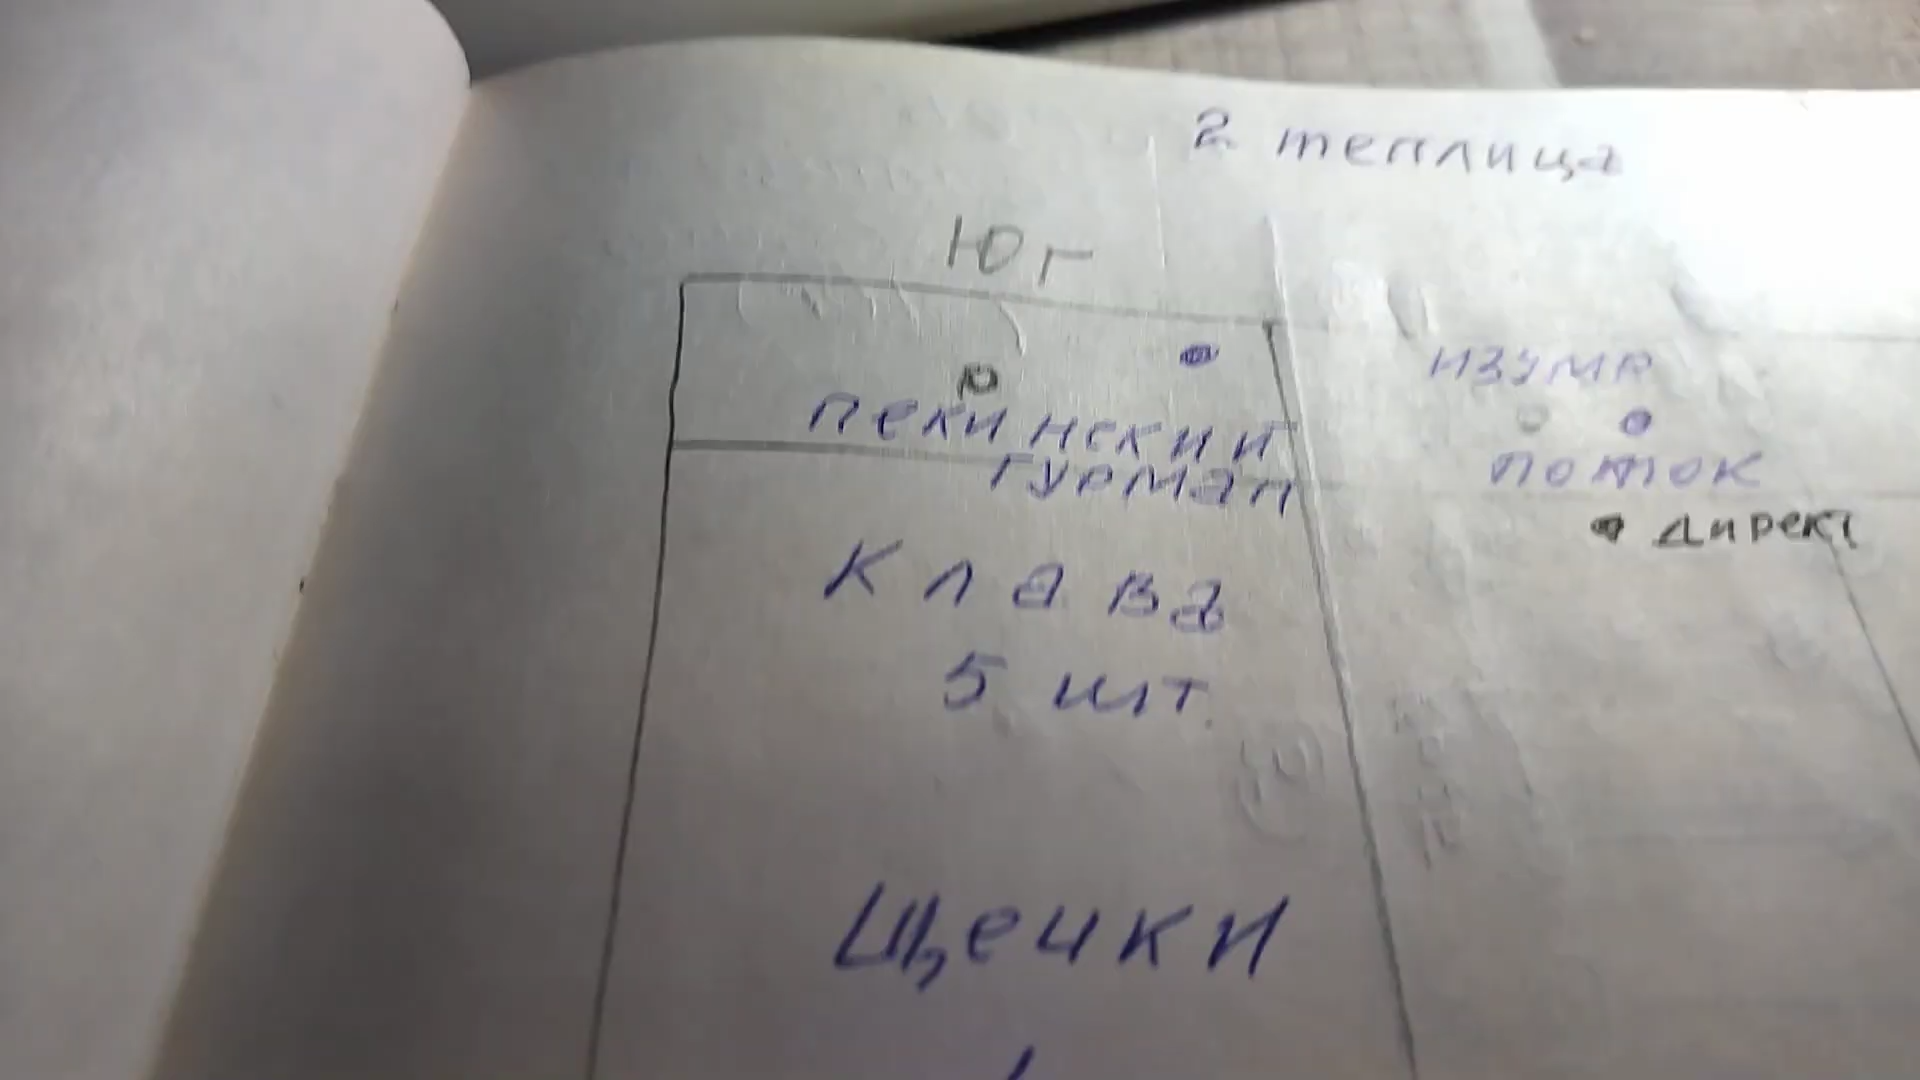 2 теплица
Юг
пекинский
гурман
изумр
поток
директ
Клава
5 шт.
Щечки